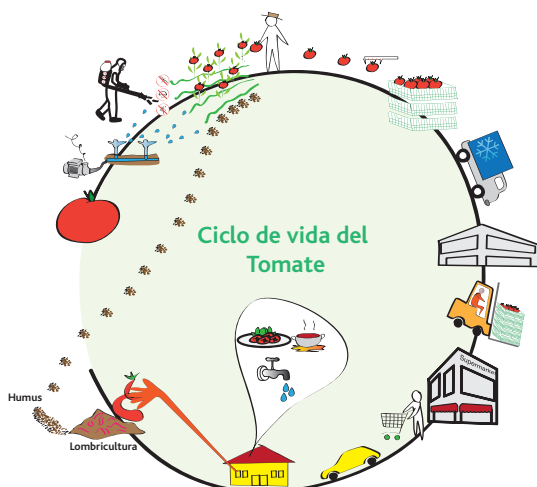 Ciclo de vida del
Tomate
Supermarket
Humus
Lombricultura